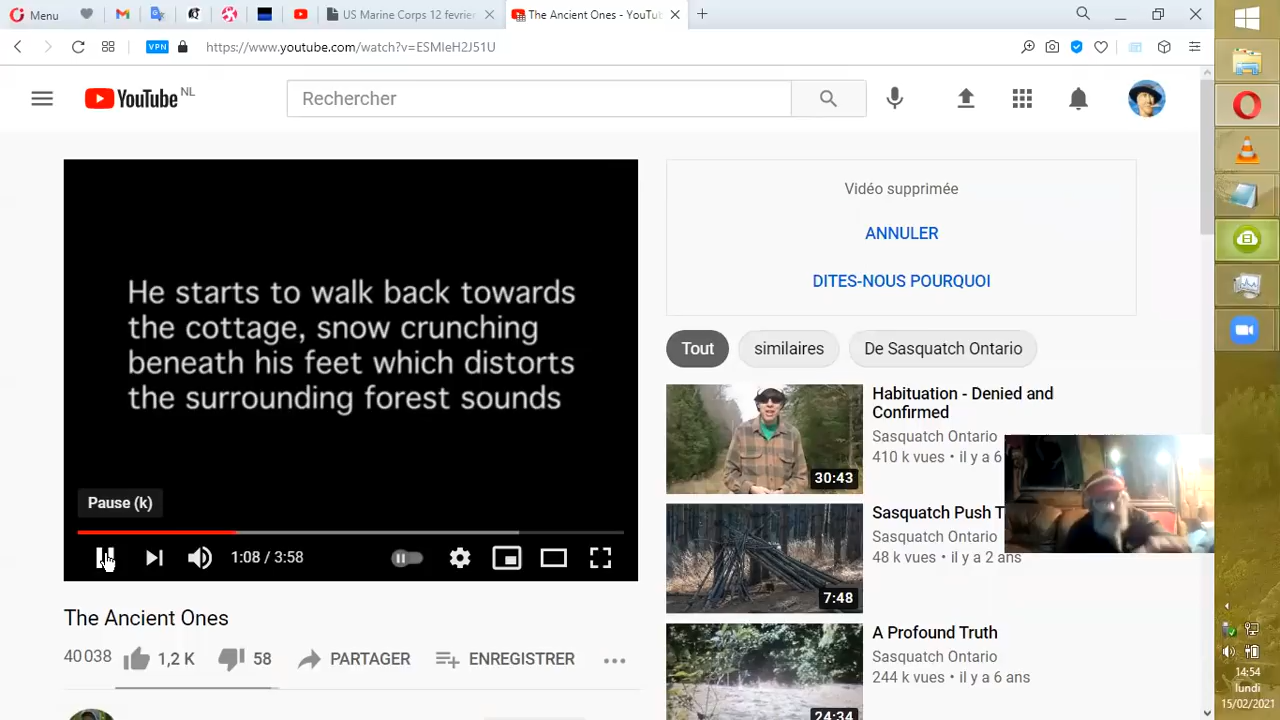 Menu
US Marine Corps 12 fevrier
The Ancient Ones - YouTu
VPN
https://www.youtube.com/watch?v=ESMieH2J51U
YouTube NL
Rechercher
He starts to walk back towards
the cottage, snow crunching
beneath his feet which distorts
the surrounding forest sounds
Pause (k)
1:08 / 3:58
The Ancient Ones
40 038
1,2 K
58
PARTAGER
ENREGISTRER
Vidéo supprimée
ANNULER
DITES-NOUS POURQUOI
Tout
similaires
De Sasquatch Ontario
Habituation - Denied and
Confirmed
Sasquatch Ontario
410 k vues • il y a 6
30:43
Sasquatch Push T
Sasquatch Ontario
48 k vues • il y a 2 ans
7:48
A Profound Truth
Sasquatch Ontario
244 k vues • il y a 6 ans
24:34
14:54
lundi
15/02/2021